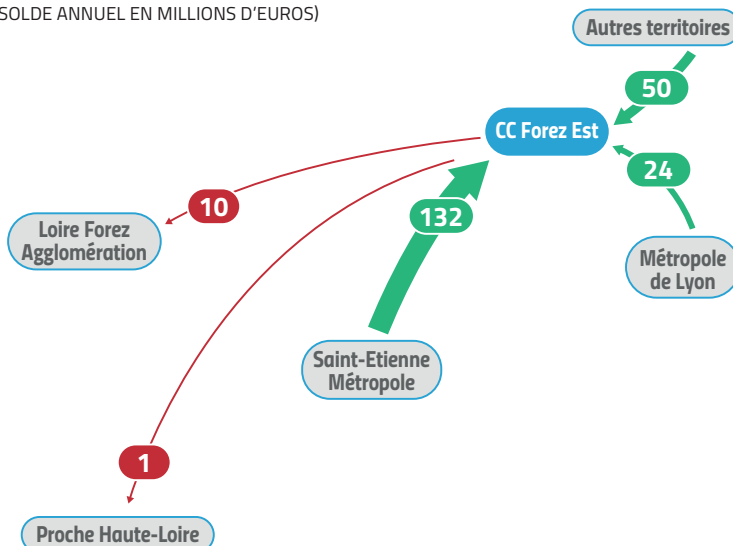 SOLDE ANNUEL EN MILLIONS D'EUROS)
Autres territoires
50
CC Forez Est
24
10
132
Loire Forez
Agglomération
Métropole
de Lyon
Saint-Etienne
Métropole
1
Proche Haute-Loire